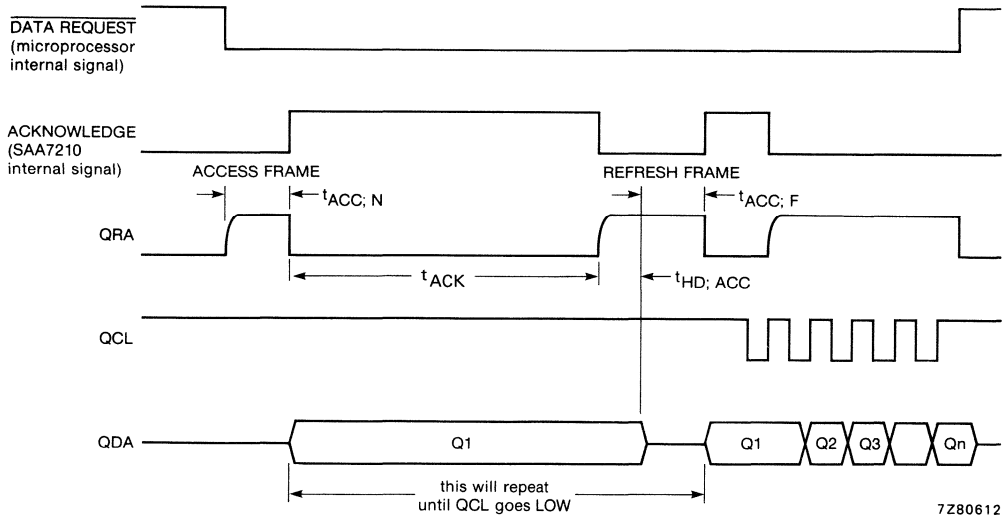 DATA REQUEST
(microprocessor
internal signal)
ACKNOWLEDGE
(SAA7210
internal signal)
ACCESS FRAME
REFRESH FRAME
tACC; N
tACC; F
QRA
tACK
tHD; ACC
QCL
QDA
Q1
Q1
Q2
Q3
Qn
this will repeat
until QCL goes LOW
7Z80612